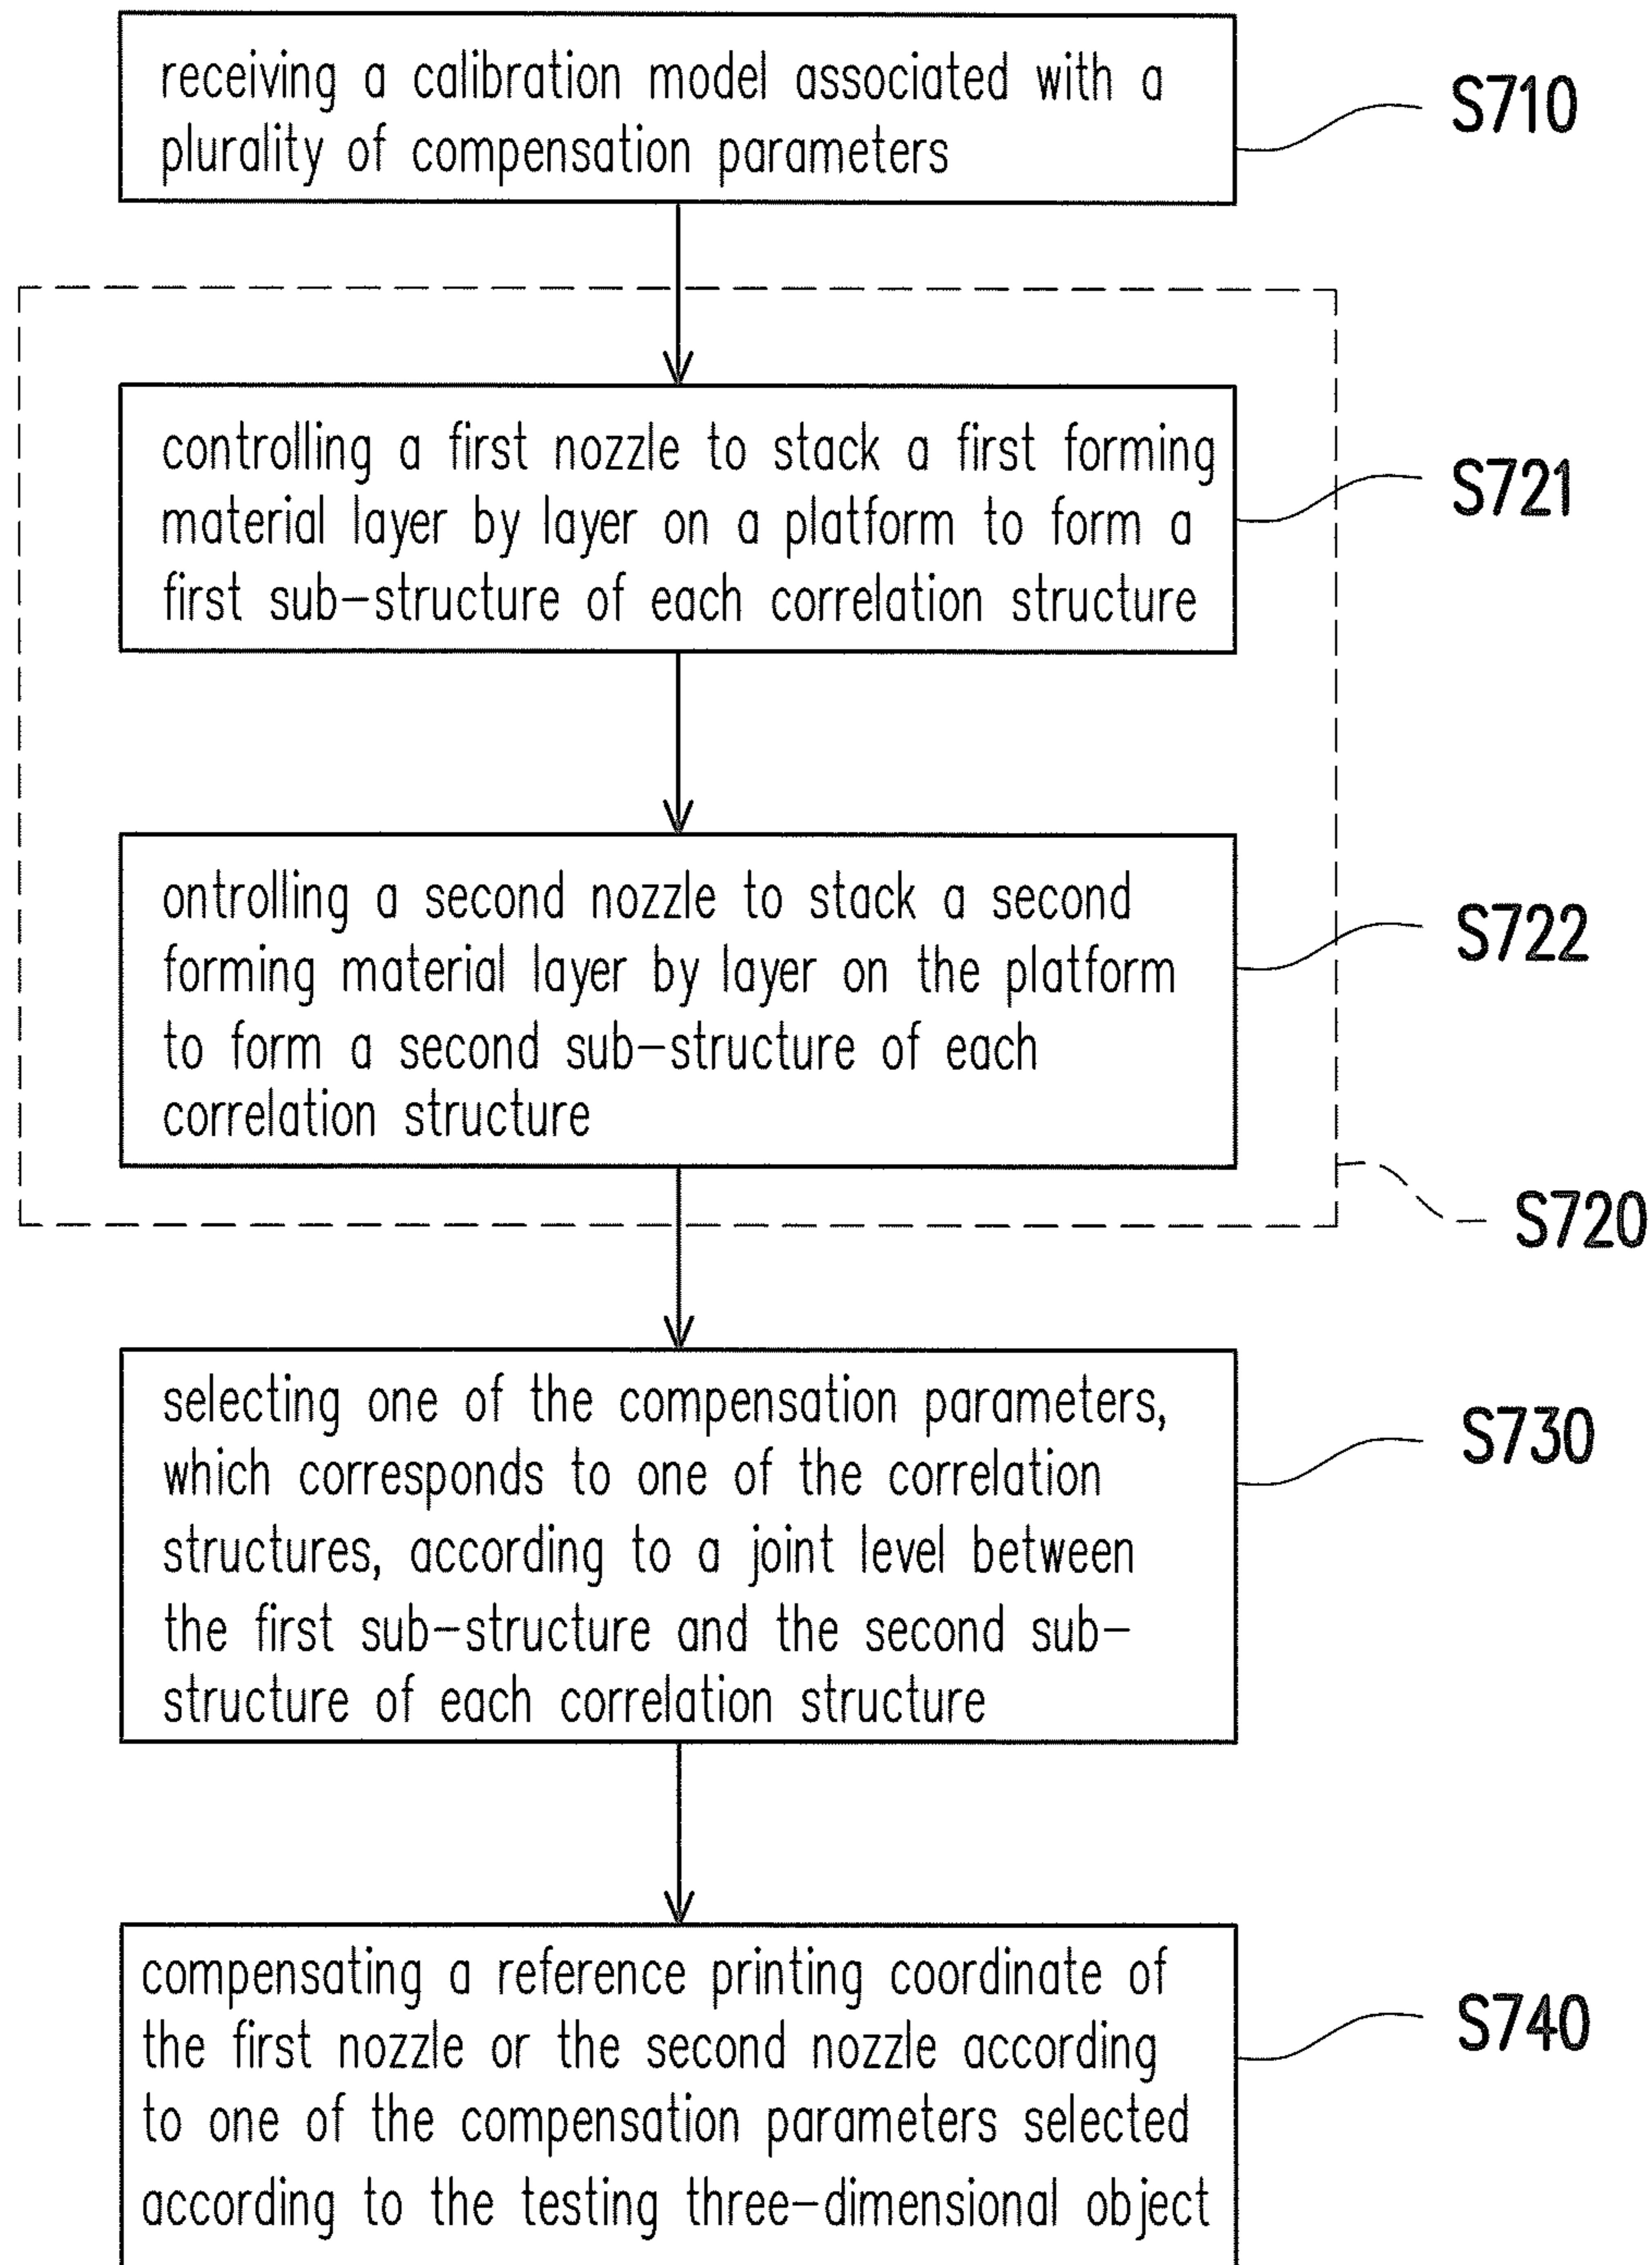 receiving a calibration model associated with a
plurality of compensation parameters
S710
controlling a first nozzle to stack a first forming
material layer by layer on a platform to form a
first sub-structure of each correlation structure
S721
ontrolling a second nozzle to stack a second
forming material layer by layer on the platform
to form a second sub-structure of each
correlation structure
S722
S720
selecting one of the compensation parameters,
which corresponds to one of the correlation
structures, according to a joint level between
the first sub-structure and the second sub-
structure of each correlation structure
S730
compensating a reference printing coordinate of
the first nozzle or the second nozzle according
to one of the compensation parameters selected
according to the testing three-dimensional object
S740